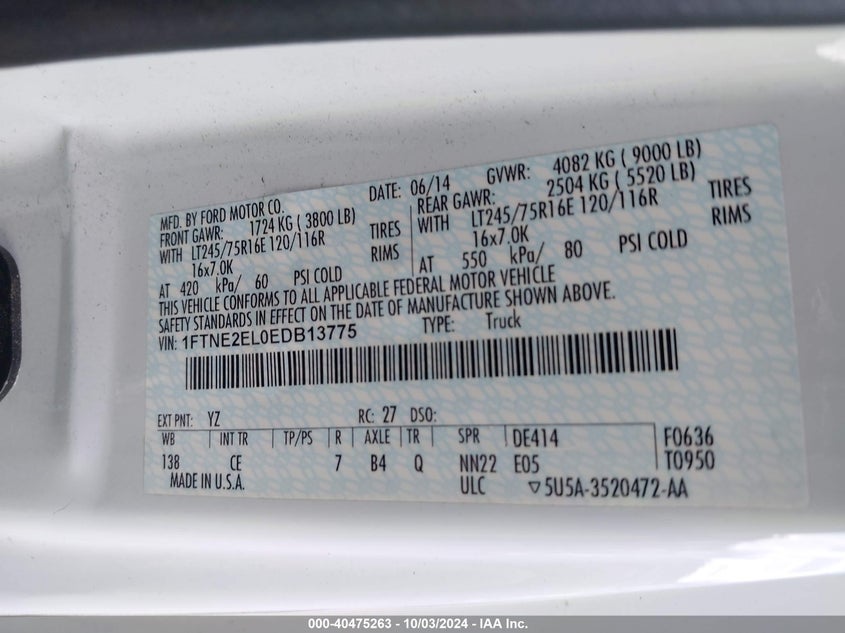 MFD. BY FORD MOTOR CO. DATE: 06/14 GVWR: 4082 KG ( 9000 LB)
FRONT GAWR: 1724 KG ( 3800 LB) REAR GAWR: 2504 KG ( 5520 LB)
WITH LT245/75R16E 120/116R TIRES WITH LT245/75R16E 120/116R TIRES
16x7.0K RIMS 16x7.0K RIMS
AT 420 kPa/ 60 PSI COLD AT 550 kPa/ 80 PSI COLD
THIS VEHICLE CONFORMS TO ALL APPLICABLE FEDERAL MOTOR VEHICLE
SAFETY STANDARDS IN EFFECT ON THE DATE OF MANUFACTURE SHOWN ABOVE.
VIN: 1FTNE2EL0EDB13775 TYPE: Truck
EXT PNT: YZ RC: 27 DSO:
WB INT TR TP/PS R AXLE TR SPR DE414 F0636
138 CE 7 B4 Q NN22 E05 T0950
MADE IN U.S.A. ULC ▽5U5A-3520472-AA
000-40475263 - 10/03/2024 - IAA Inc.